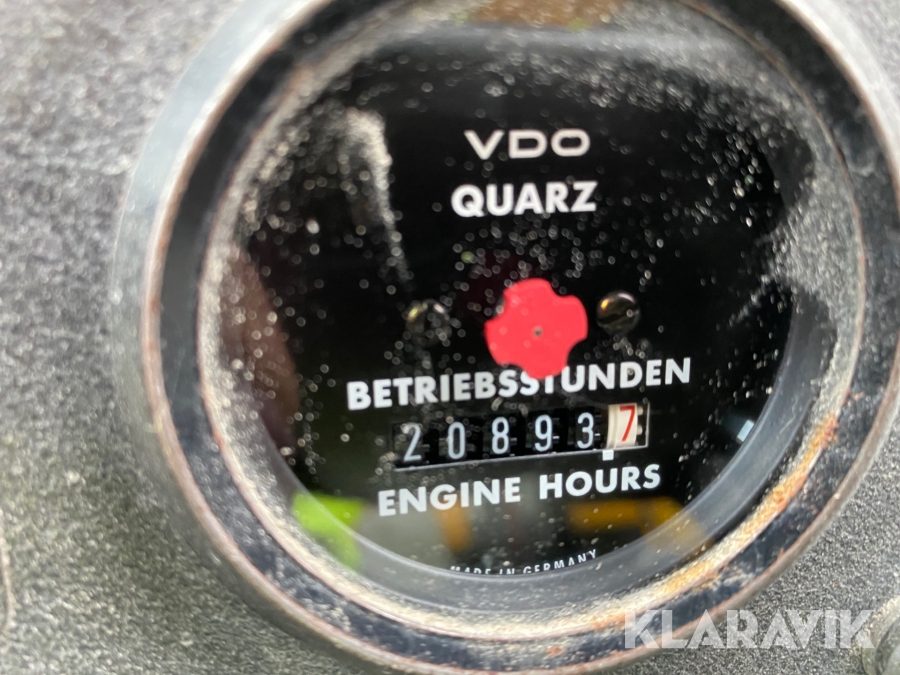 VDO
QUARZ
BETRIEBSSTUNDEN
208937
ENGINE HOURS
MADE IN GERMANY
KLARAVIK